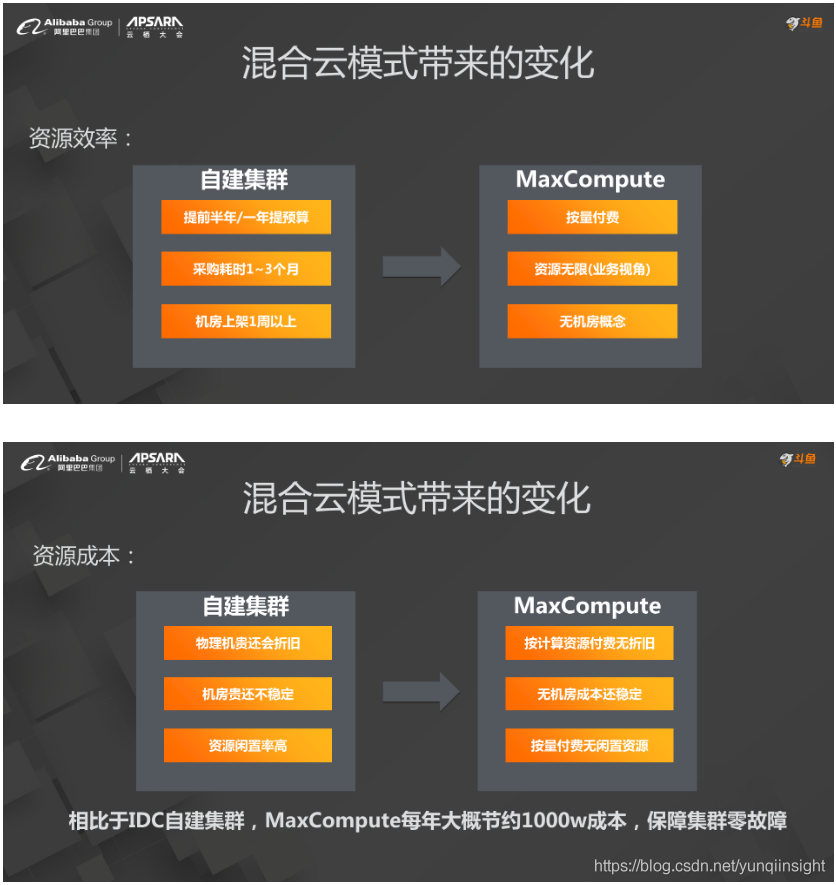 Alibaba Group
阿里巴巴集团
APSARA
云栖大会
斗鱼
混合云模式带来的变化
资源效率：
自建集群
提前半年/一年提预算
采购耗时1~3个月
机房上架1周以上
MaxCompute
按量付费
资源无限(业务视角)
无机房概念
Alibaba Group
阿里巴巴集团
APSARA
云栖大会
斗鱼
混合云模式带来的变化
资源成本：
自建集群
物理机贵还会折旧
机房贵还不稳定
资源闲置率高
MaxCompute
按计算资源付费无折旧
无机房成本还稳定
按量付费无闲置资源
相比于IDC自建集群，MaxCompute每年大概节约1000w成本，保障集群零故障
https://blog.csdn.net/yunqiinsight